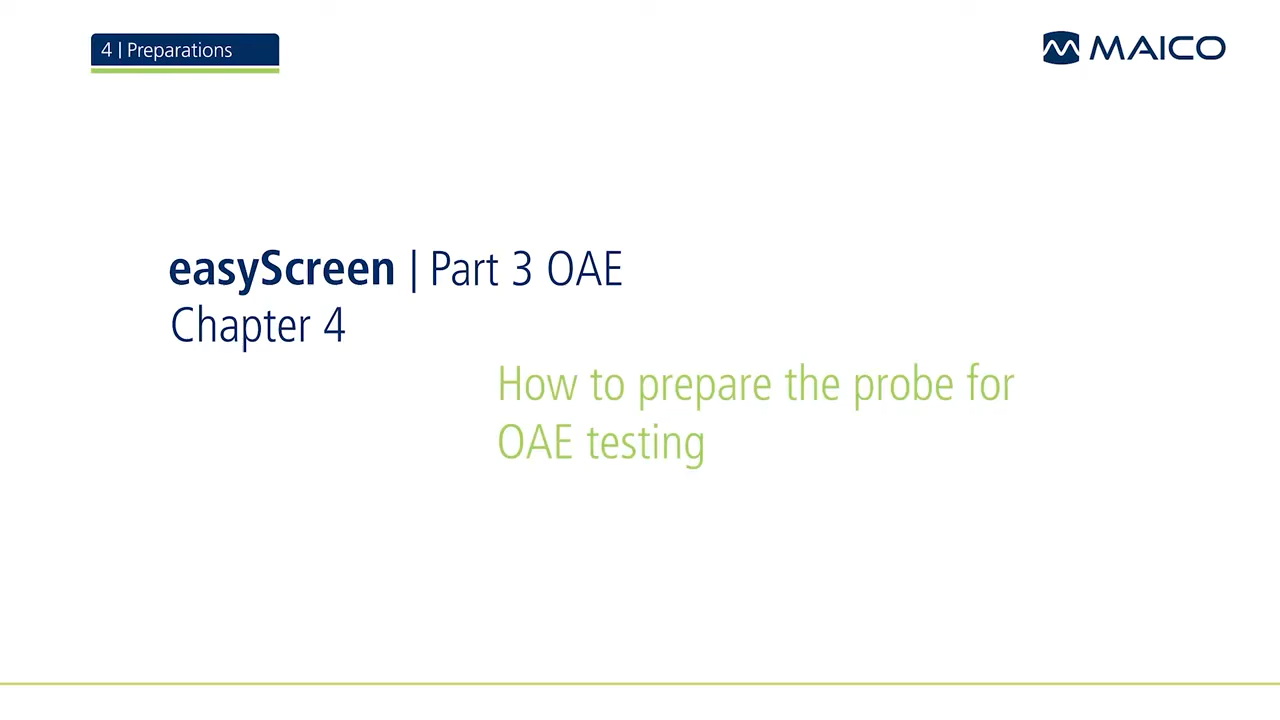 4 | Preparations
MAICO
easyScreen | Part 3 OAE
Chapter 4
How to prepare the probe for
OAE testing